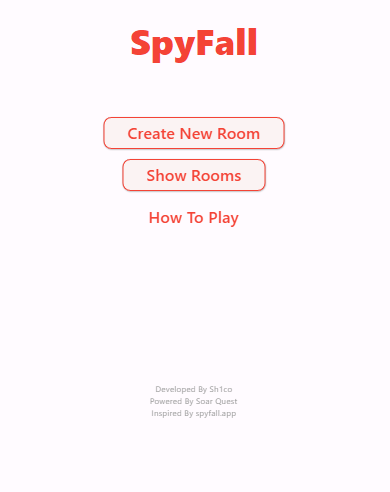 SpyFall
Create New Room
Show Rooms
How To Play
Developed By Sh1co
Powered By Soar Quest
Inspired By spyfall.app